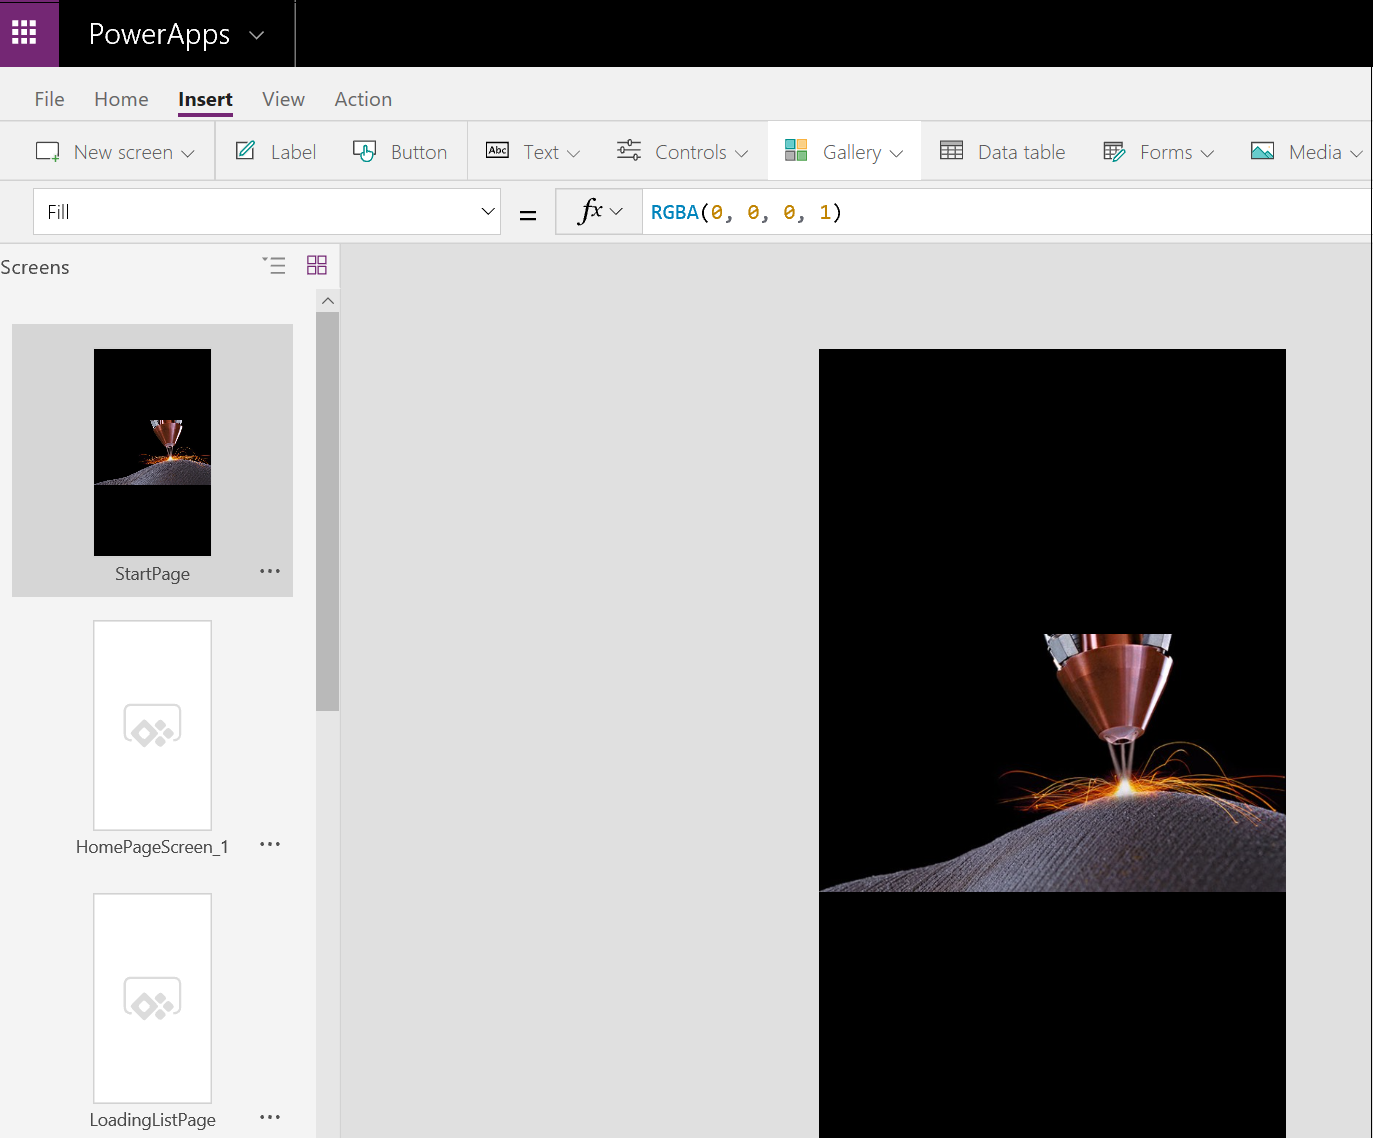 PowerApps
File Home Insert View Action
New screen Label Button Abc Text Controls Gallery Data table Forms Media
Fill = fx RGBA(0, 0, 0, 1)
Screens
StartPage ...
HomePageScreen_1 ...
LoadingListPage ...